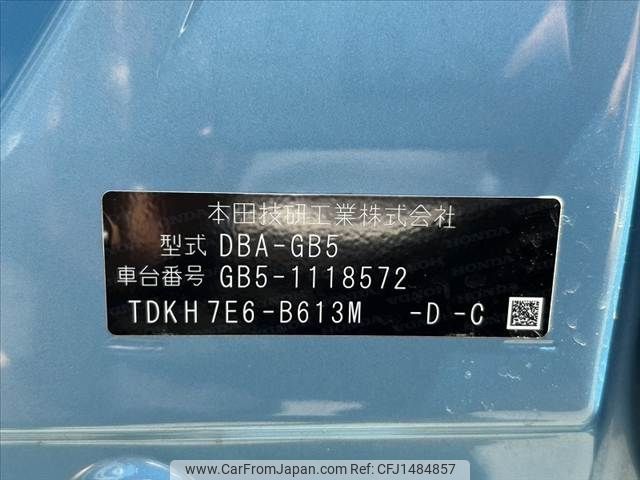 本田技研工業株式会社
型式 DBA-GB5
車台番号 GB5-1118572
TDKH7E6-B613M -D-C
www.CarFromJapan.com - CFJ1484857